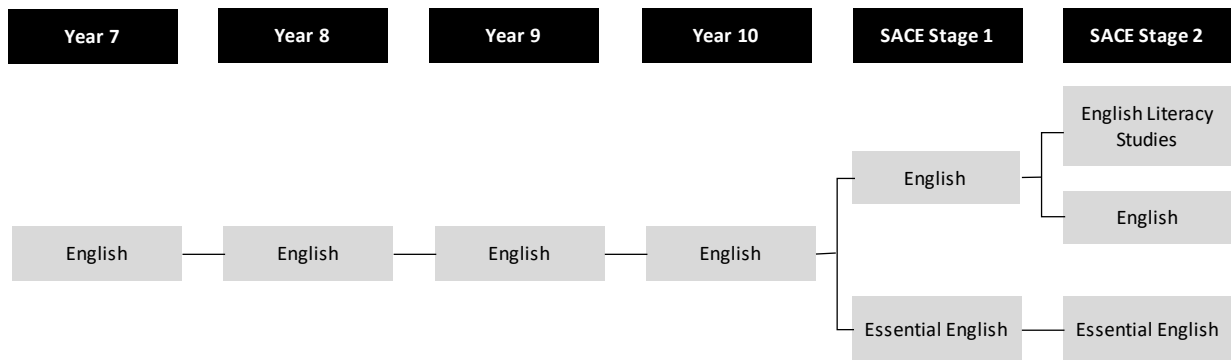 Year 7
Year 8
Year 9
Year 10
SACE Stage 1
SACE Stage 2
English Literacy
Studies
English
English
English
English
English
English
Essential English
Essential English